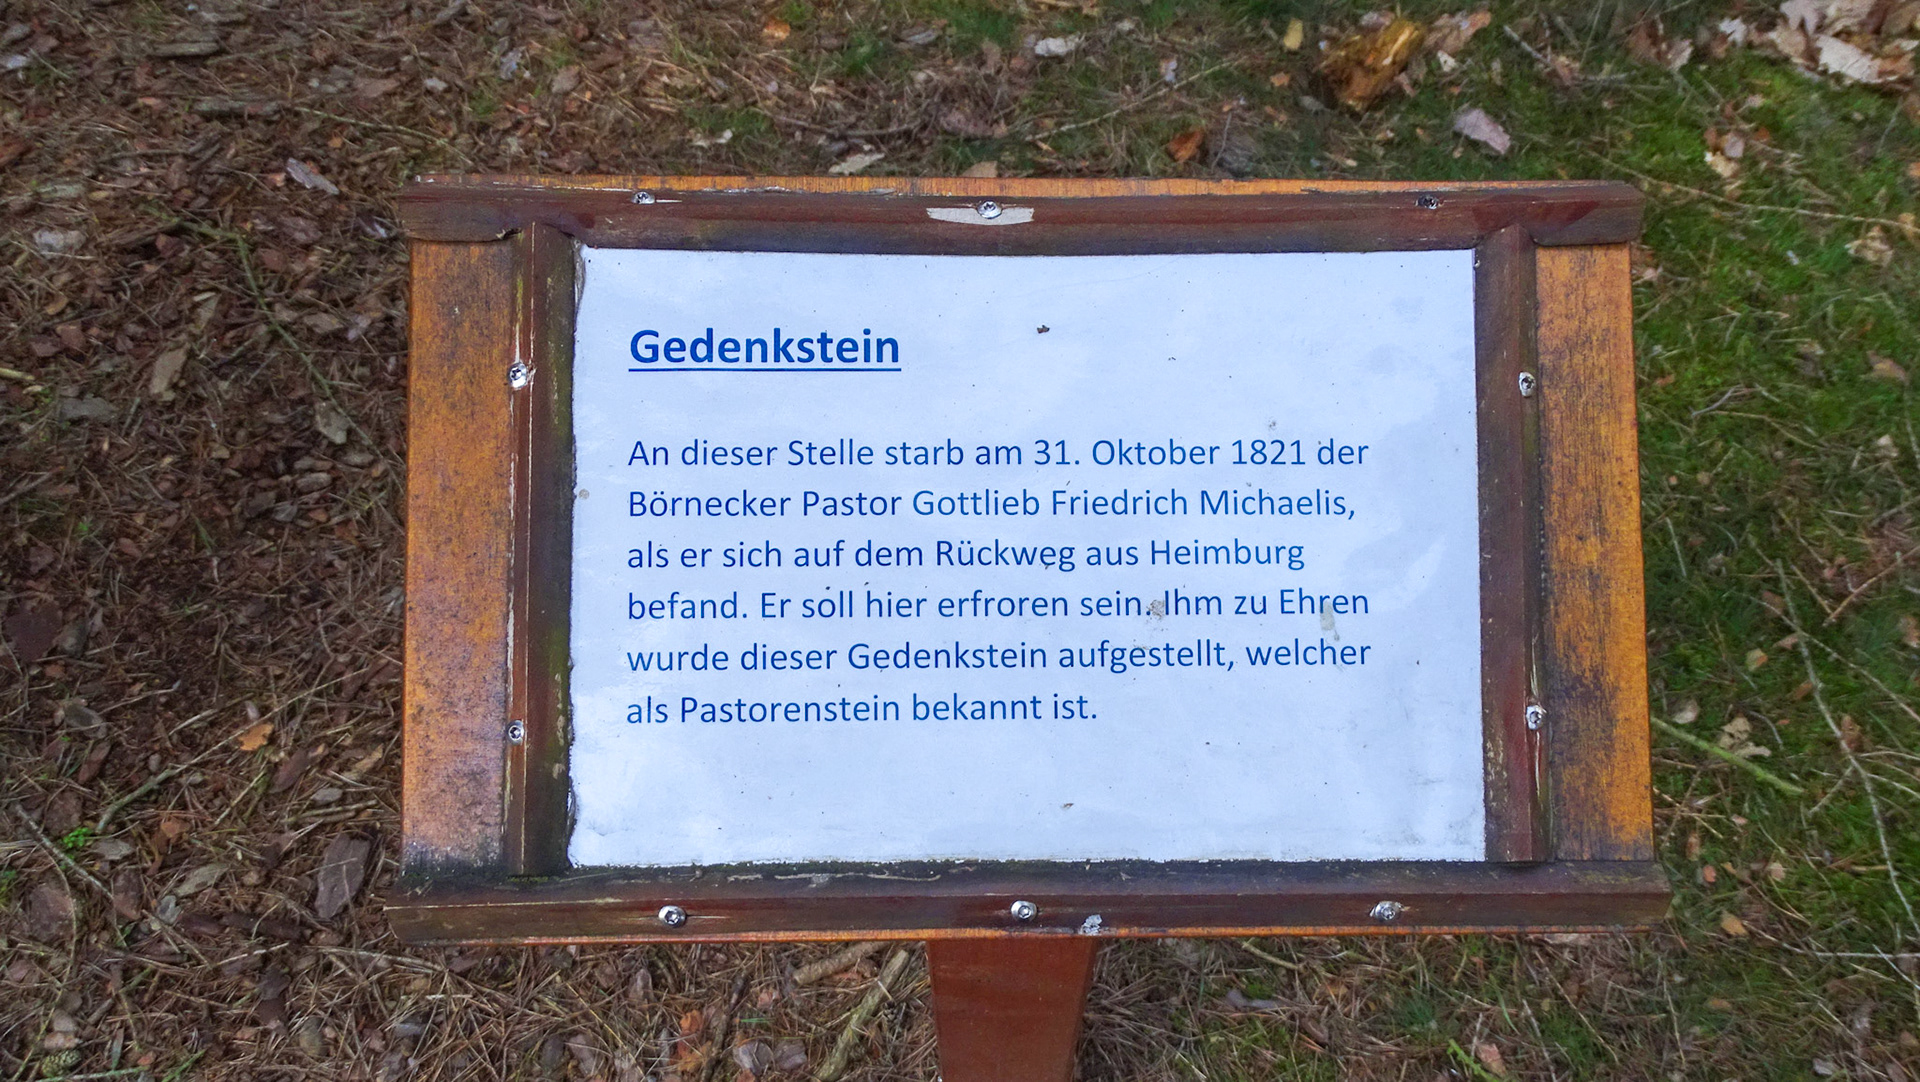 Gedenkstein
An dieser Stelle starb am 31. Oktober 1821 der
Börnecker Pastor Gottlieb Friedrich Michaelis,
als er sich auf dem Rückweg aus Heimburg
befand. Er soll hier erfroren sein. Ihm zu Ehren
wurde dieser Gedenkstein aufgestellt, welcher
als Pastorenstein bekannt ist.